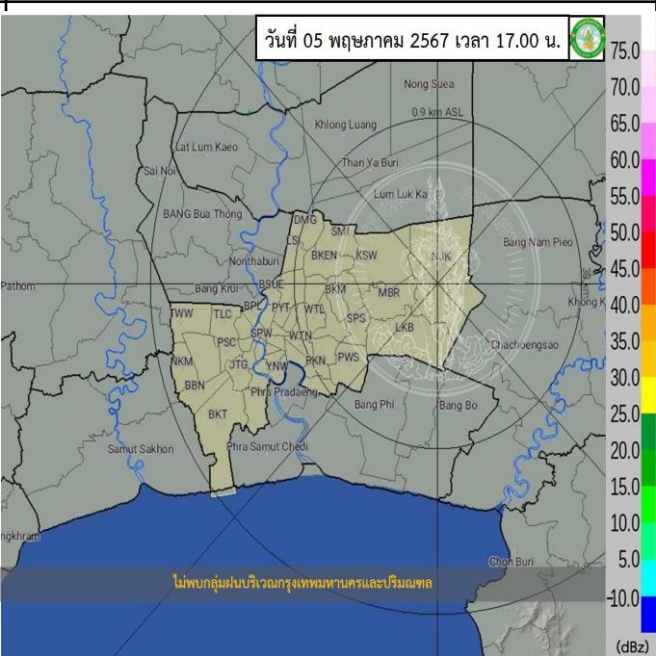 วันที่ 05 พฤษภาคม 2567 เวลา 17.00 น.
75.0
Nong Suea
70.0
0.9 km ASL
Khlong Luang
65.0
Lat Lum Kaeo
Than Ya Buri
60.0
Sai Noi
Lum Luk Ka
55.0
BANG Bua Thong
DMG
SMI
50.0
LSI
Bang Nam Pieo
Nonthaburi
BKEN
KSW
NJK
45.0
Pathom
Bang Krui
BSUE
BKM
MBR
Khong K
40.0
TWW
TLC
BPL
PYT
WTL
SPS
LKB
35.0
PSC
SPW
WTN
Chachoengsao
NKM
JTG
YNW
PKN
PWS
30.0
BBN
Phra Pradaeng
BKT
Bang Phi
Bang Bo
25.0
Samut Sakhon
Phra Samut Chedi
20.0
15.0
ngkhram
10.0
Chon Buri
5.0
ไม่พบกลุ่มฝนบริเวณกรุงเทพมหานครและปริมณฑล
-10.0
(dBz)